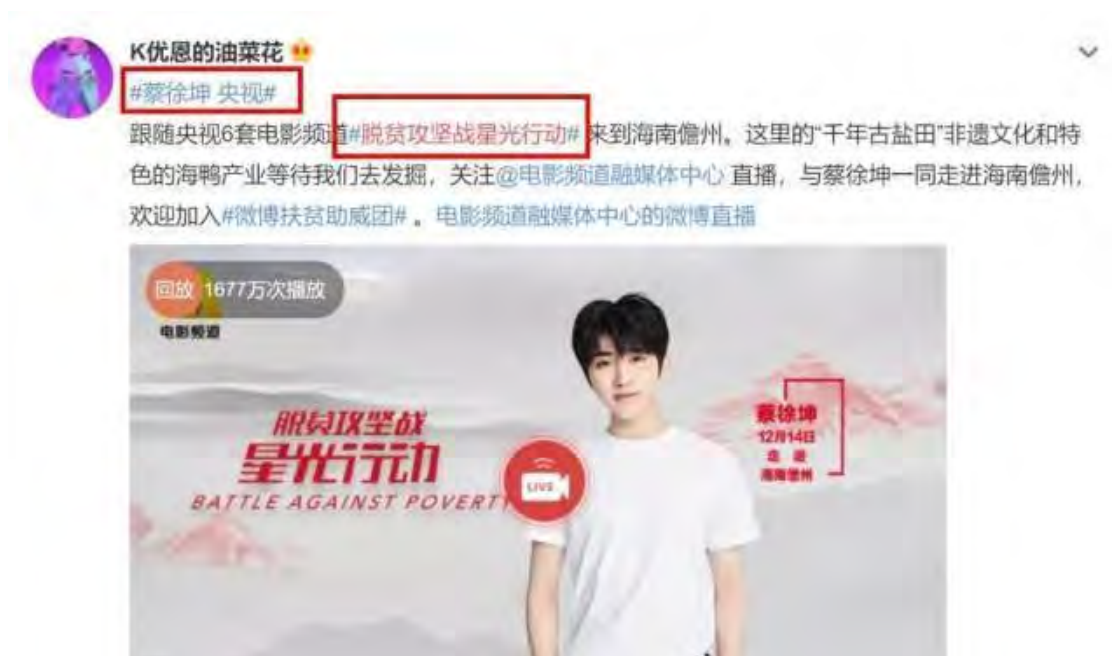 K优恩的油菜花
#蔡徐坤 央视#
跟随央视6套电影频道#脱贫攻坚战星光行动# 来到海南儋州。这里的“千年古盐田”非遗文化和特
色的海鸭产业等待我们去发掘，关注@电影频道融媒体中心 直播，与蔡徐坤一同走进海南儋州，
欢迎加入#微博扶贫助威团# 。电影频道融媒体中心的微博直播
回放 1677万次播放
电影频道
脱贫攻坚战
星光行动
BATTLE AGAINST POVERTY
LIVE
蔡徐坤
12月14日
走进
海南儋州